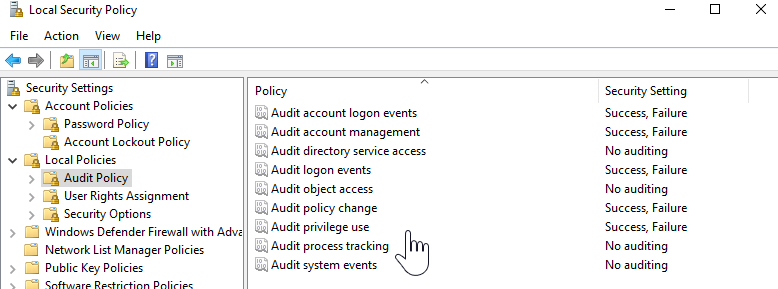 Local Security Policy
File Action View Help
Security Settings
Account Policies
Password Policy
Account Lockout Policy
Local Policies
Audit Policy
User Rights Assignment
Security Options
Windows Defender Firewall with Adva
Network List Manager Policies
Public Key Policies
Software Restriction Policies
Policy Security Setting
Audit account logon events Success, Failure
Audit account management Success, Failure
Audit directory service access No auditing
Audit logon events Success, Failure
Audit object access No auditing
Audit policy change Success, Failure
Audit privilege use Success, Failure
Audit process tracking No auditing
Audit system events No auditing